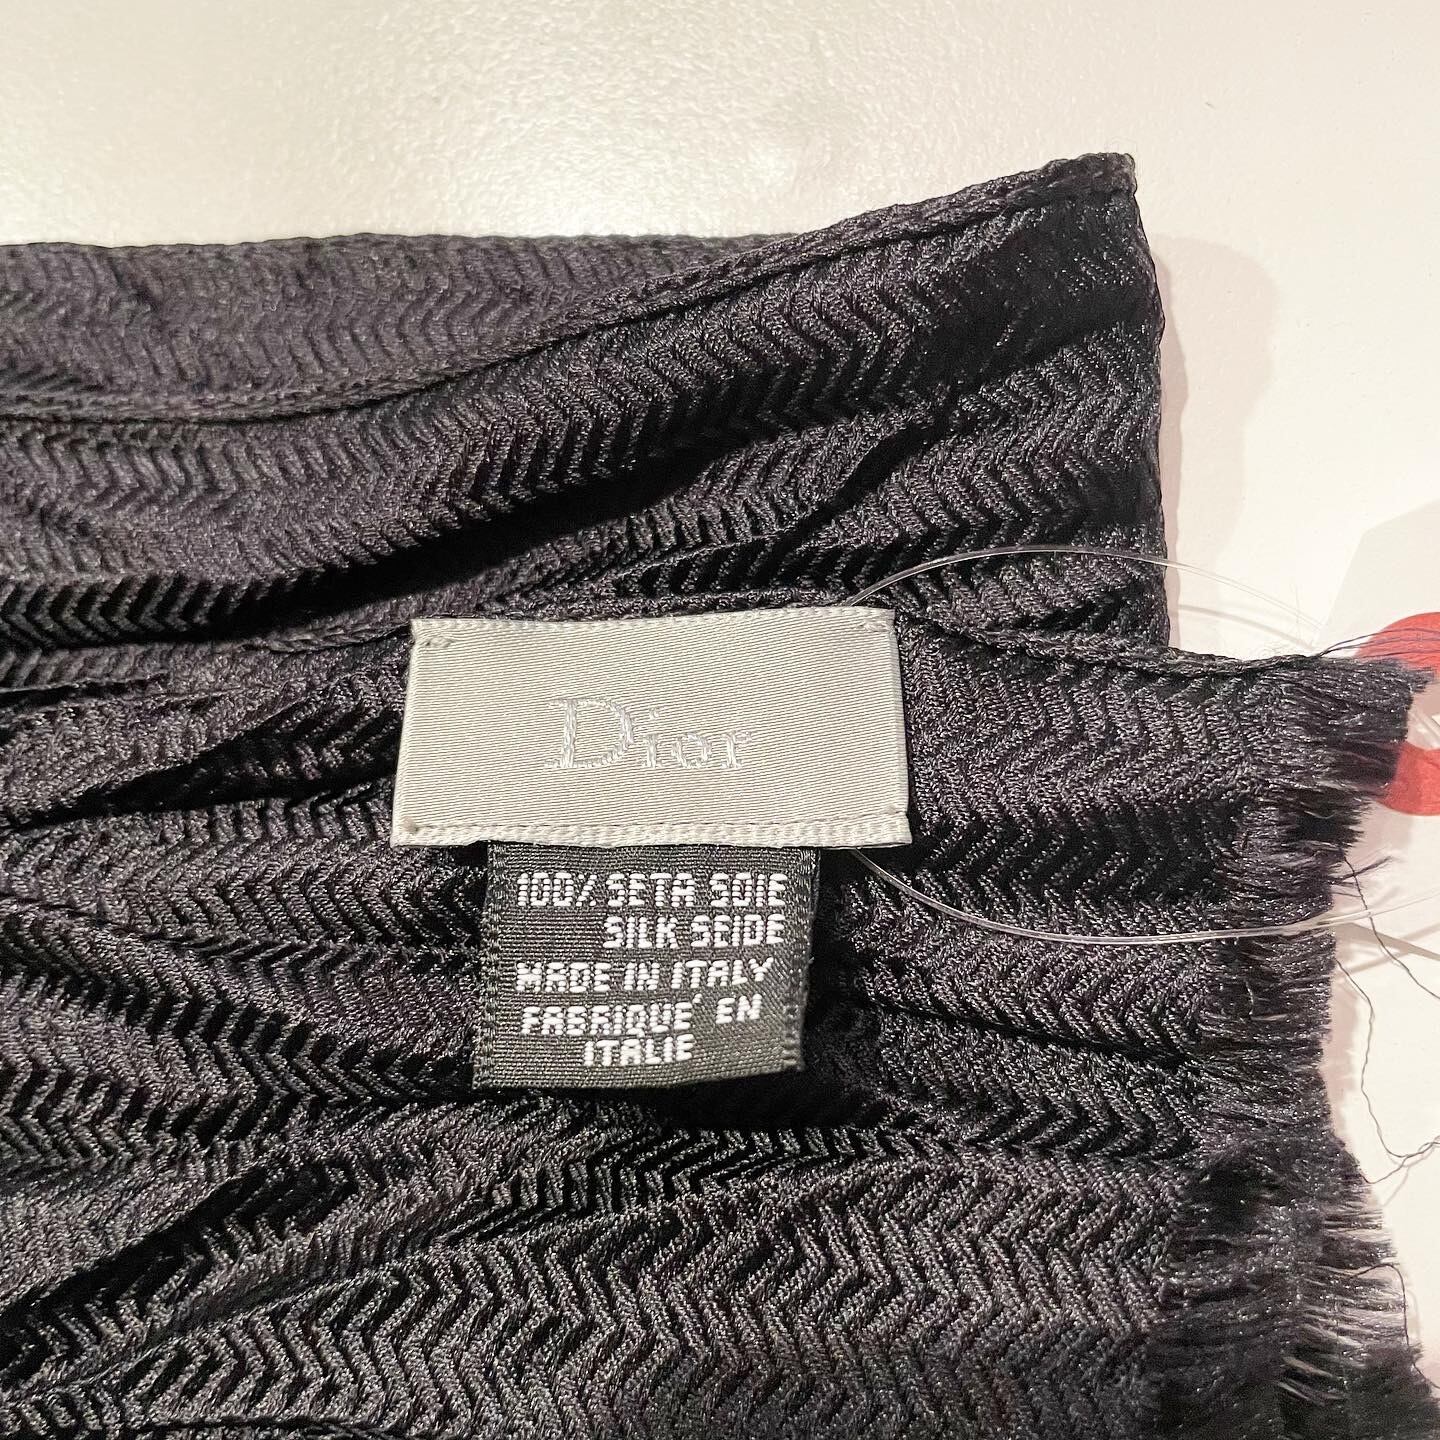 Dior
100% SETA SOIE
SILK SEIDE
MADE IN ITALY
FABRIQUE' EN
ITALIE